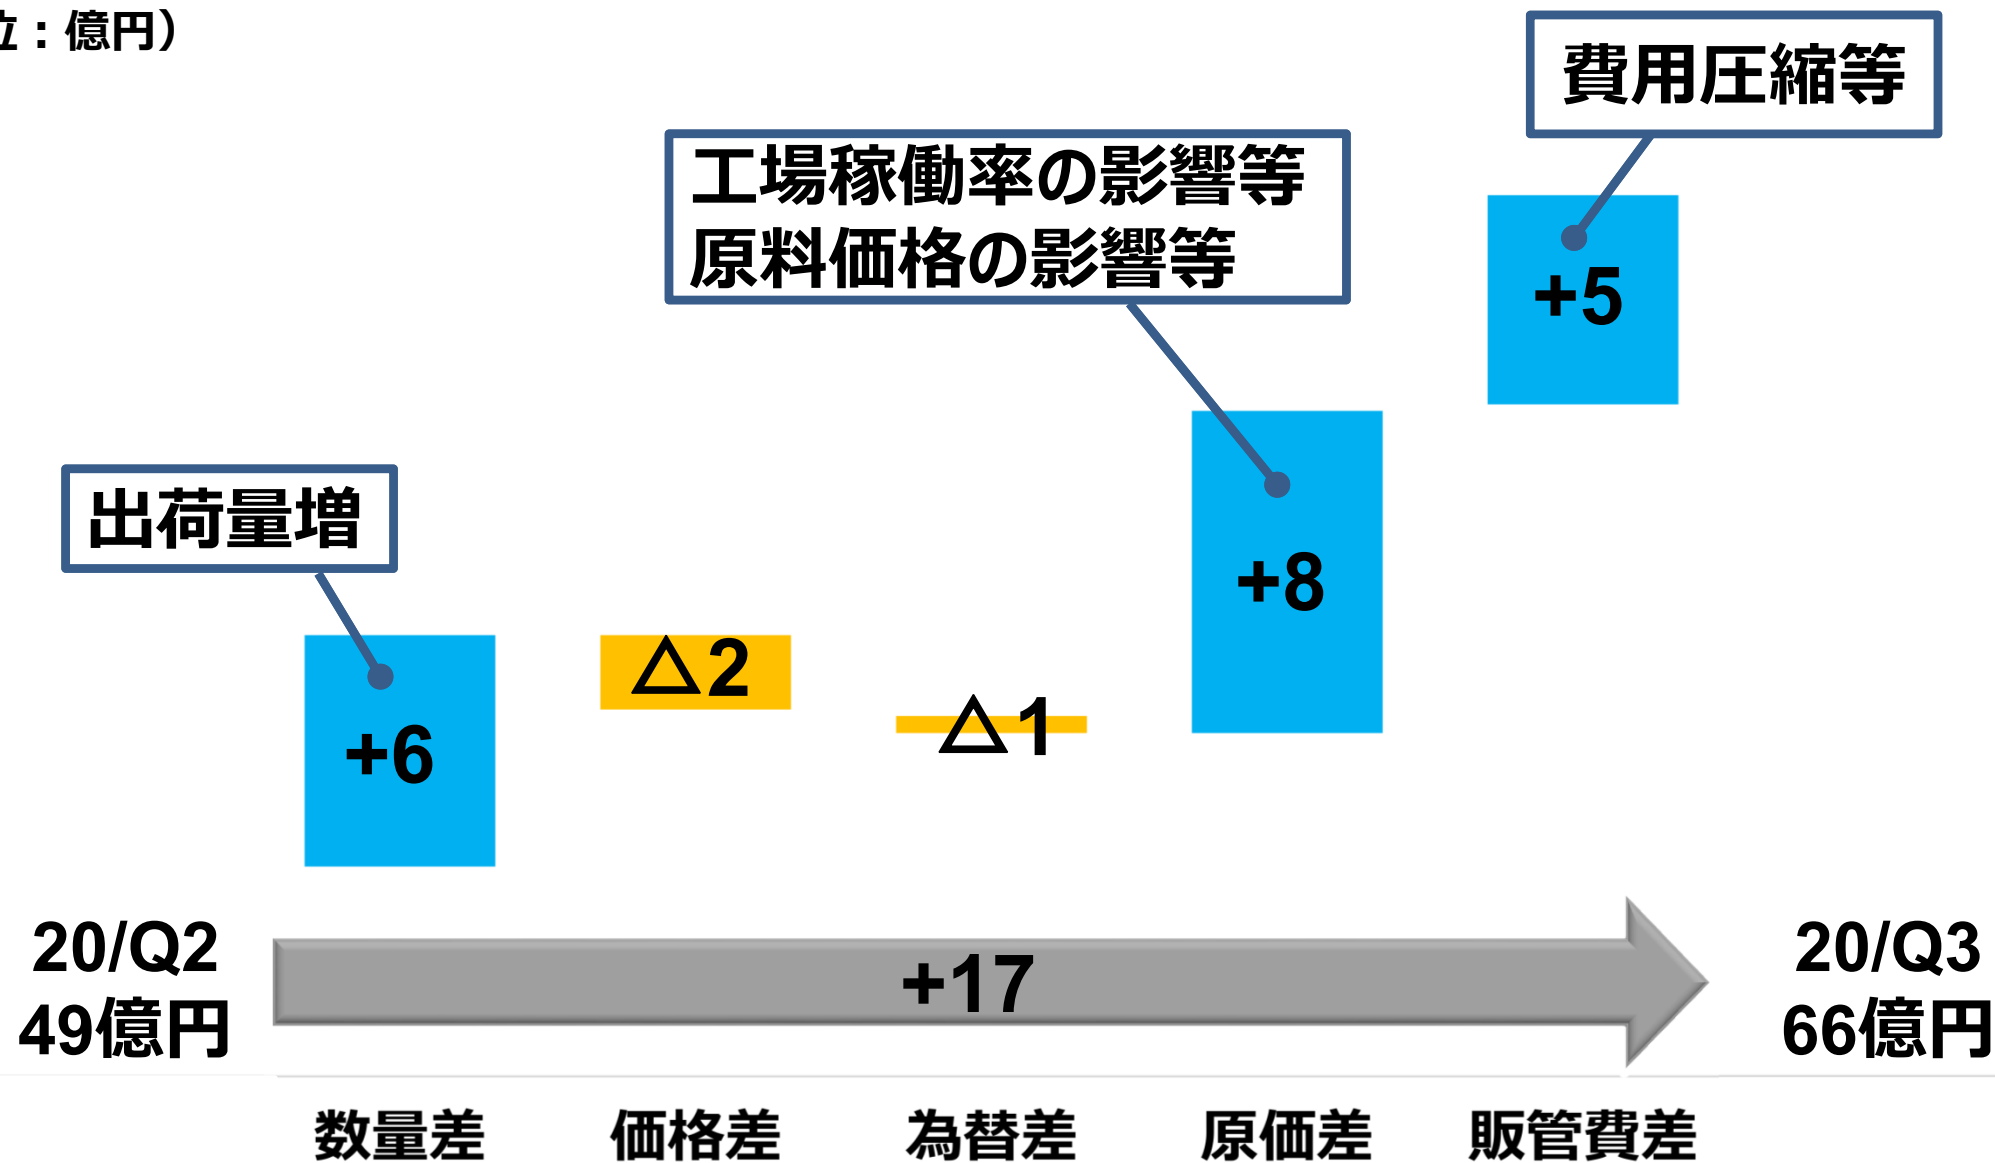 位：億円）
費用圧縮等
工場稼働率の影響等
原料価格の影響等
+5
出荷量増
+8
△2
△1
+6
20/Q2
49億円
+17
20/Q3
66億円
数量差
価格差
為替差
原価差
販管費差